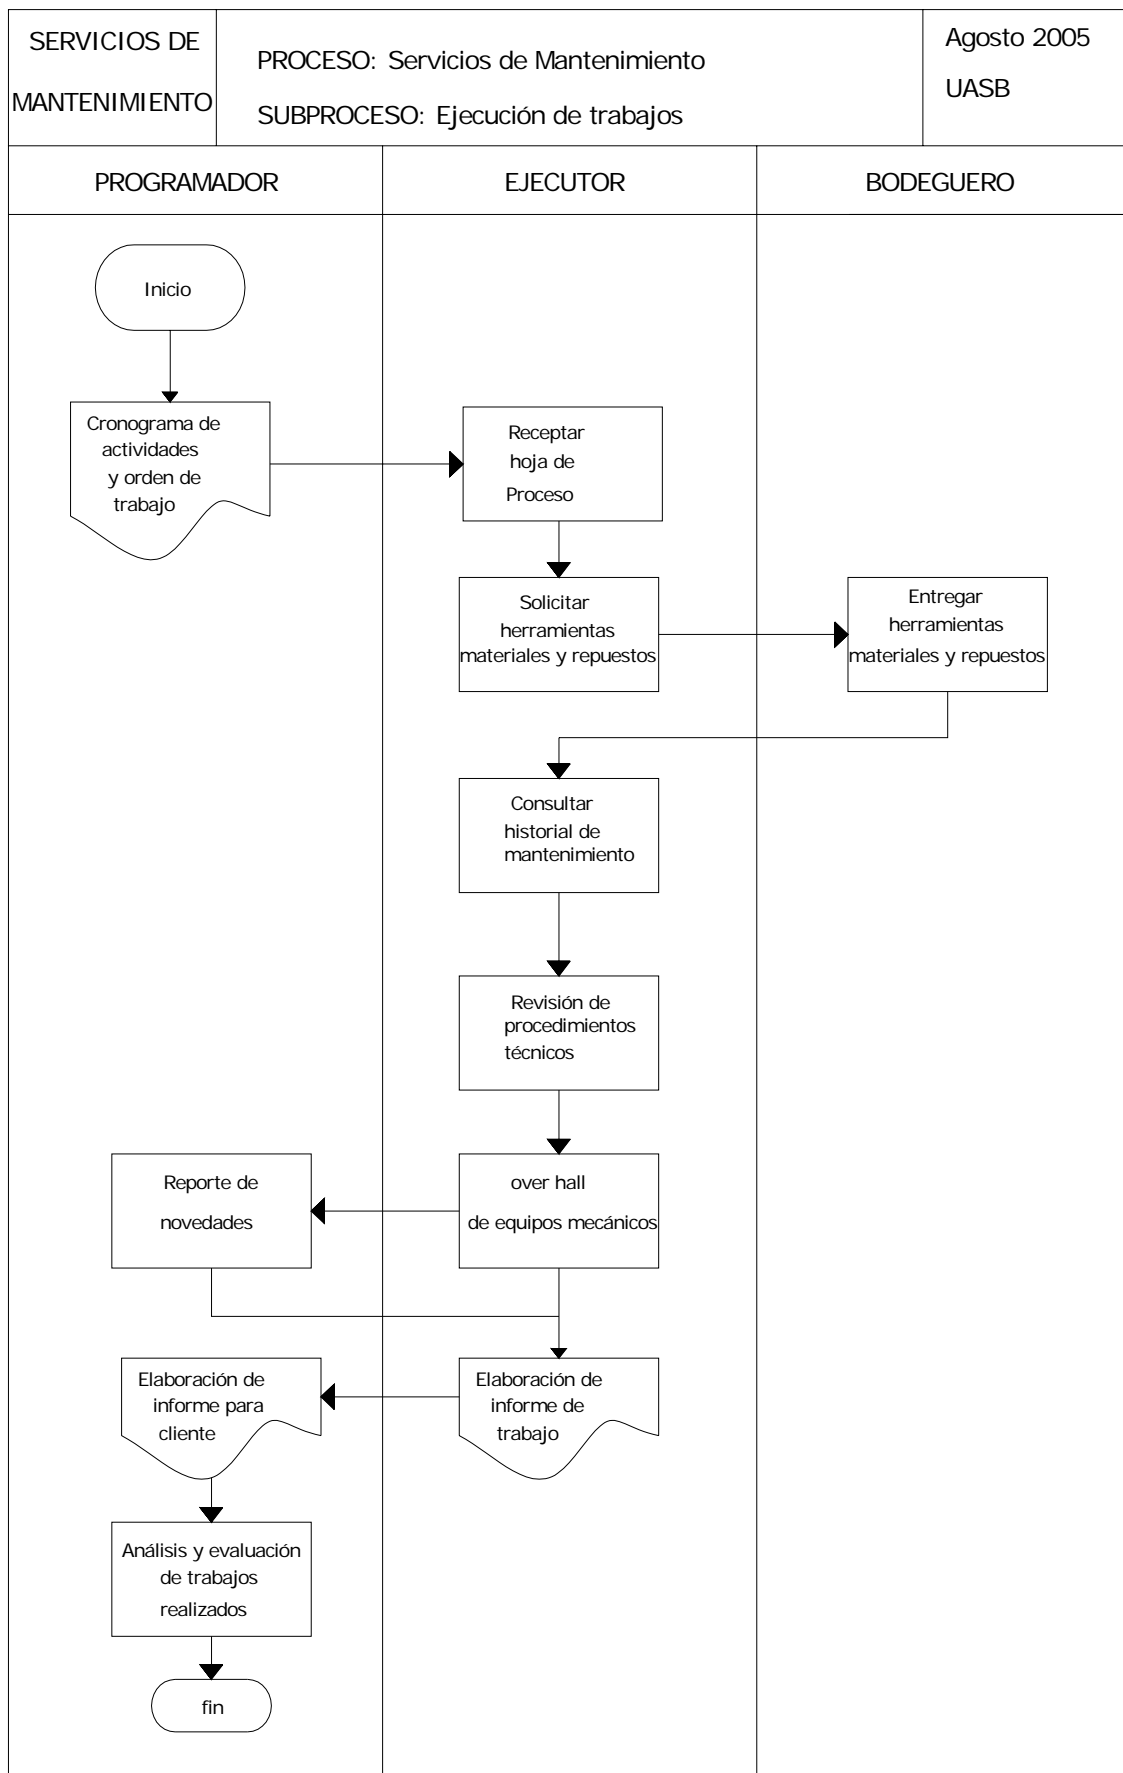 SERVICIOS DE
MANTENIMIENTO
PROCESO: Servicios de Mantenimiento
SUBPROCESO: Ejecución de trabajos
Agosto 2005
UASB
PROGRAMADOR
EJECUTOR
BODEGUERO
Inicio
Cronograma de
actividades
y orden de
trabajo
Receptar
hoja de
Proceso
Solicitar
herramientas
materiales y repuestos
Entregar
herramientas
materiales y repuestos
Consultar
historial de
mantenimiento
Revisión de
procedimientos
técnicos
over hall
de equipos mecánicos
Reporte de
novedades
Elaboración de
informe de
trabajo
Elaboración de
informe para
cliente
Análisis y evaluación
de trabajos
realizados
fin